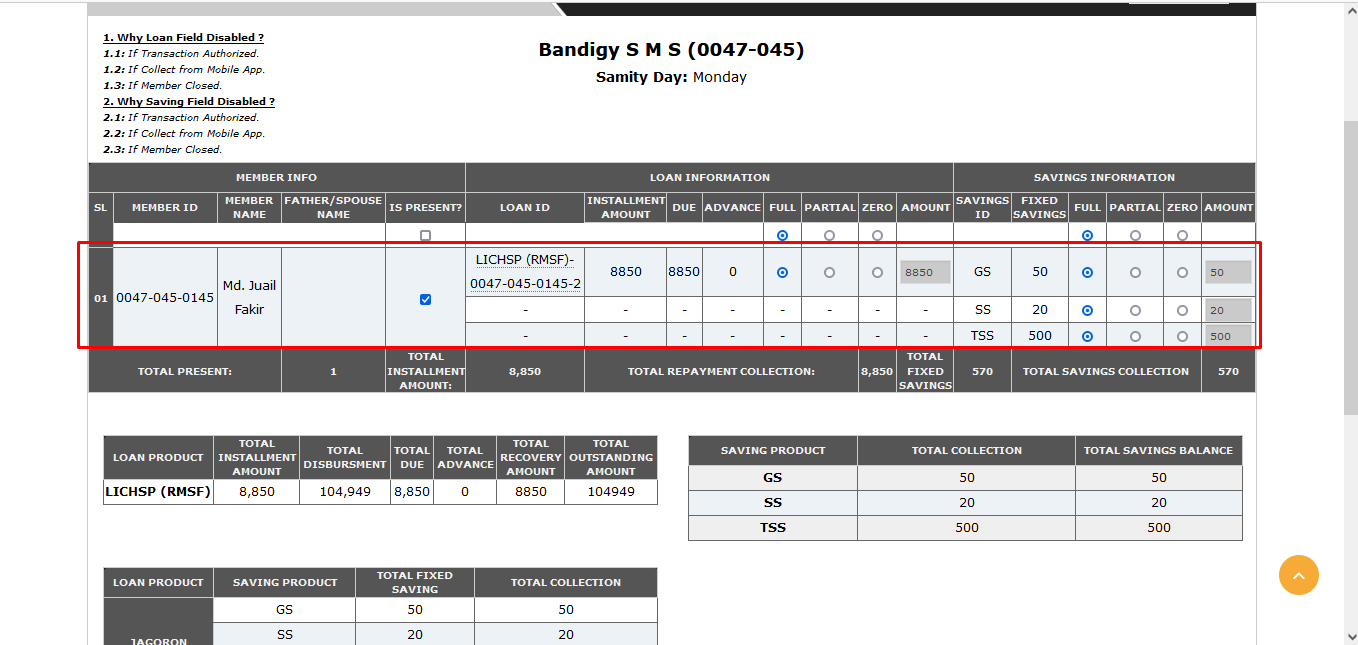 1. Why Loan Field Disabled ?
1.1: If Transaction Authorized.
1.2: If Collect from Mobile App.
1.3: If Member Closed.
2. Why Saving Field Disabled ?
2.1: If Transaction Authorized.
2.2: If Collect from Mobile App.
2.3: If Member Closed.
Bandigy S M S (0047-045)
Samity Day: Monday
MEMBER INFO LOAN INFORMATION SAVINGS INFORMATION
SL MEMBER ID MEMBER NAME FATHER/SPOUSE NAME IS PRESENT? LOAN ID INSTALLMENT AMOUNT DUE ADVANCE FULL PARTIAL ZERO AMOUNT SAVINGS ID FIXED SAVINGS FULL PARTIAL ZERO AMOUNT
01 0047-045-0145 Md. Juail Fakir LICHSP (RMSF)-0047-045-0145-2 8850 8850 0 8850 GS 50 50
- - - - - - - - SS 20 20
- - - - - - - - TSS 500 500
TOTAL PRESENT: 1 TOTAL INSTALLMENT AMOUNT: 8,850 TOTAL REPAYMENT COLLECTION: 8,850 TOTAL FIXED SAVINGS 570 TOTAL SAVINGS COLLECTION 570
LOAN PRODUCT TOTAL INSTALLMENT AMOUNT TOTAL DISBURSMENT TOTAL DUE TOTAL ADVANCE TOTAL RECOVERY AMOUNT TOTAL OUTSTANDING AMOUNT
LICHSP (RMSF) 8,850 104,949 8,850 0 8850 104949
SAVING PRODUCT TOTAL COLLECTION TOTAL SAVINGS BALANCE
GS 50 50
SS 20 20
TSS 500 500
LOAN PRODUCT SAVING PRODUCT TOTAL FIXED SAVING TOTAL COLLECTION
GS 50 50
SS 20 20
JAGORON